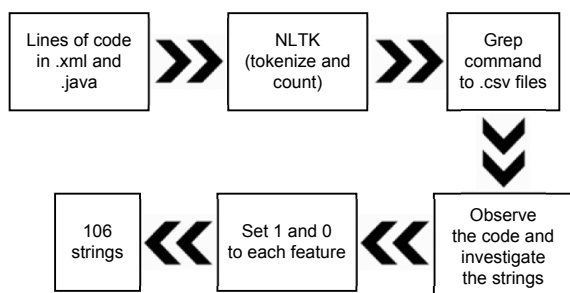 Lines of code
in .xml and
.java
NLTK
(tokenize and
count)
Grep
command
to .csv files
Observe
the code and
investigate
the strings
Set 1 and 0
to each feature
106
strings